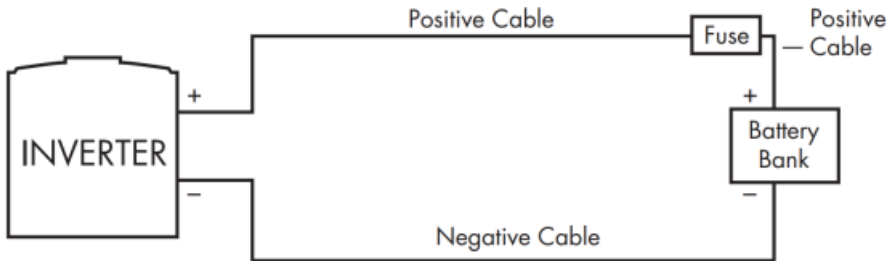 Positive Cable
Fuse
Positive
— Cable
+
+
INVERTER
Battery
Bank
–
–
Negative Cable